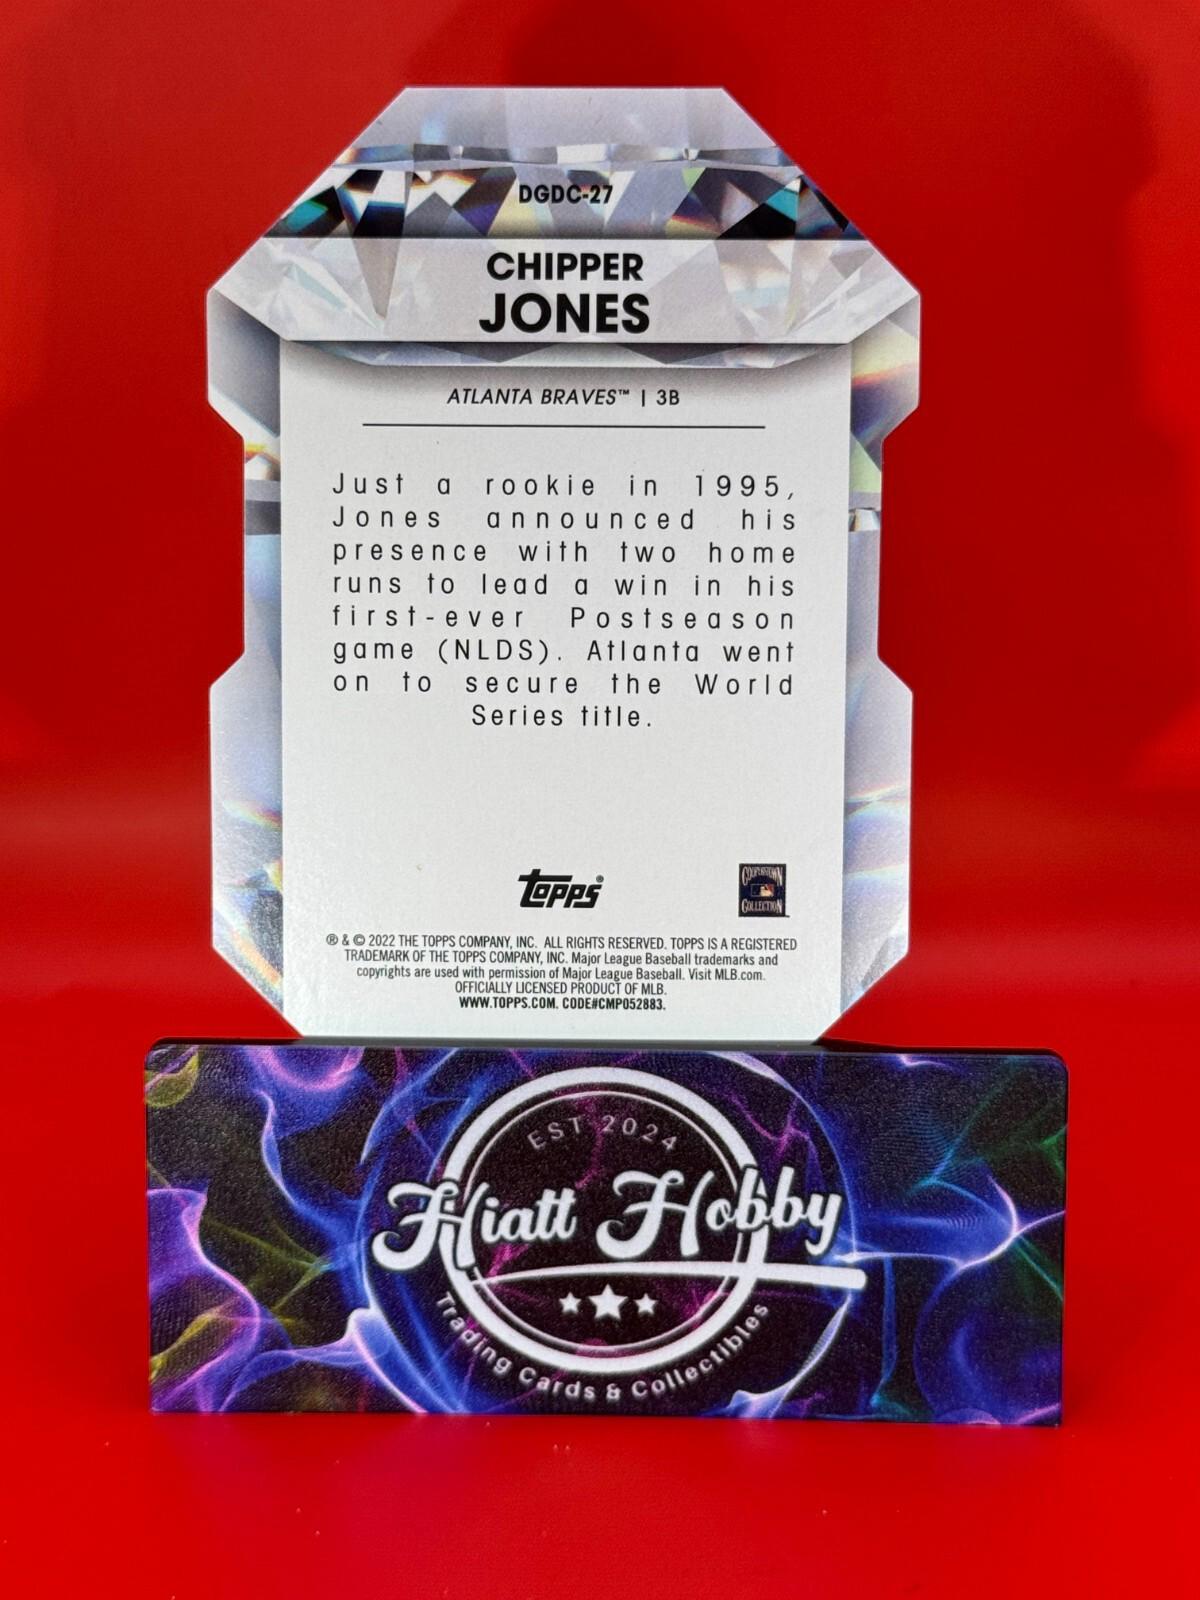 DGDC-27
CHIPPER
JONES
ATLANTA BRAVES™ | 3B
Just a rookie in 1995,
Jones announced his
presence with two home
runs to lead a win in his
first-ever Postseason
game (NLDS). Atlanta went
on to secure the World
Series title.
topps®
COOPERSTOWN
COLLECTION
® & © 2022 THE TOPPS COMPANY, INC. ALL RIGHTS RESERVED. TOPPS IS A REGISTERED
TRADEMARK OF THE TOPPS COMPANY, INC. Major League Baseball trademarks and
copyrights are used with permission of Major League Baseball. Visit MLB.com.
OFFICIALLY LICENSED PRODUCT OF MLB.
WWW.TOPPS.COM. CODE#CMP052883.
EST 2024
Hiatt Hobby
Trading Cards & Collectibles